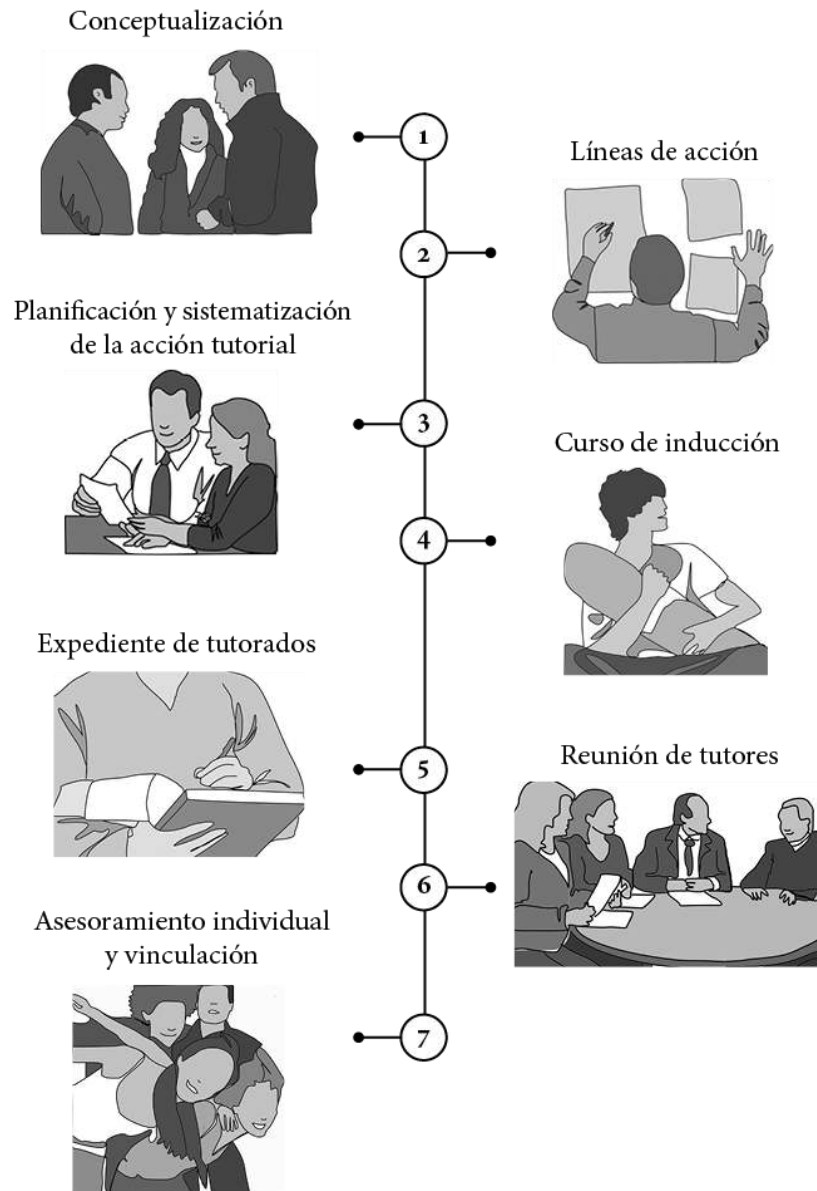 Conceptualización
1
Líneas de acción
2
Planificación y sistematización
de la acción tutorial
3
Curso de inducción
4
Expediente de tutorados
5
Reunión de tutores
6
Asesoramiento individual
y vinculación
7